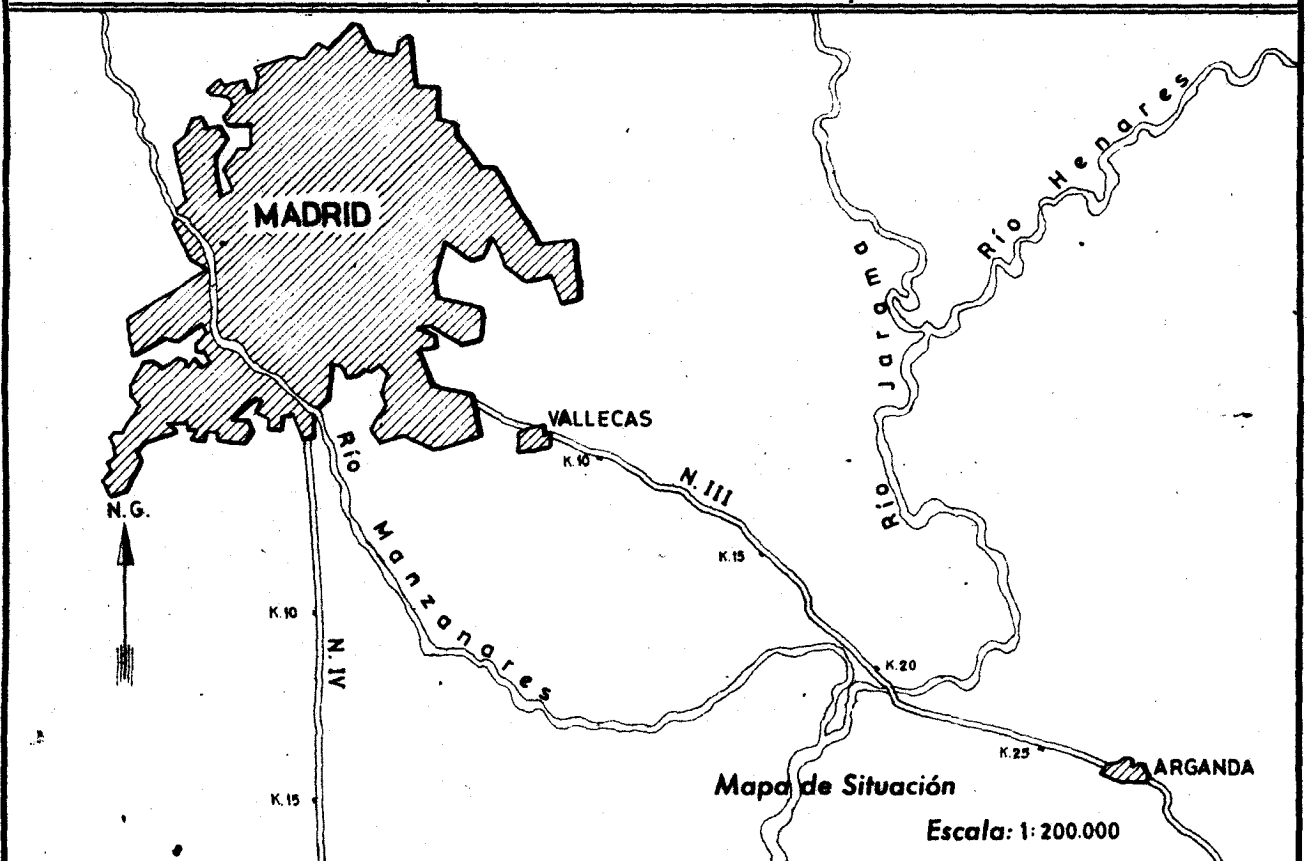 Río Henares
MADRID
Río Jarama
VALLECAS
K.10
N.III
Río Manzanares
N.G.
K.15
K.10
N.IV
K.20
K.25
ARGANDA
K.15
Mapa de Situación
Escala: 1:200.000